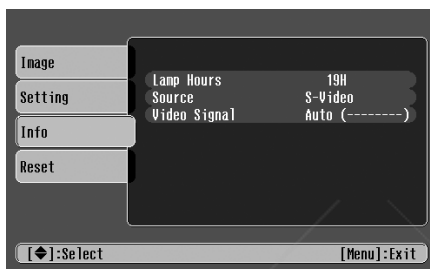 Image
Setting
Info
Reset
Lamp Hours 19H
Source S-Video
Video Signal Auto (--------)
[◆]:Select [Menu]:Exit